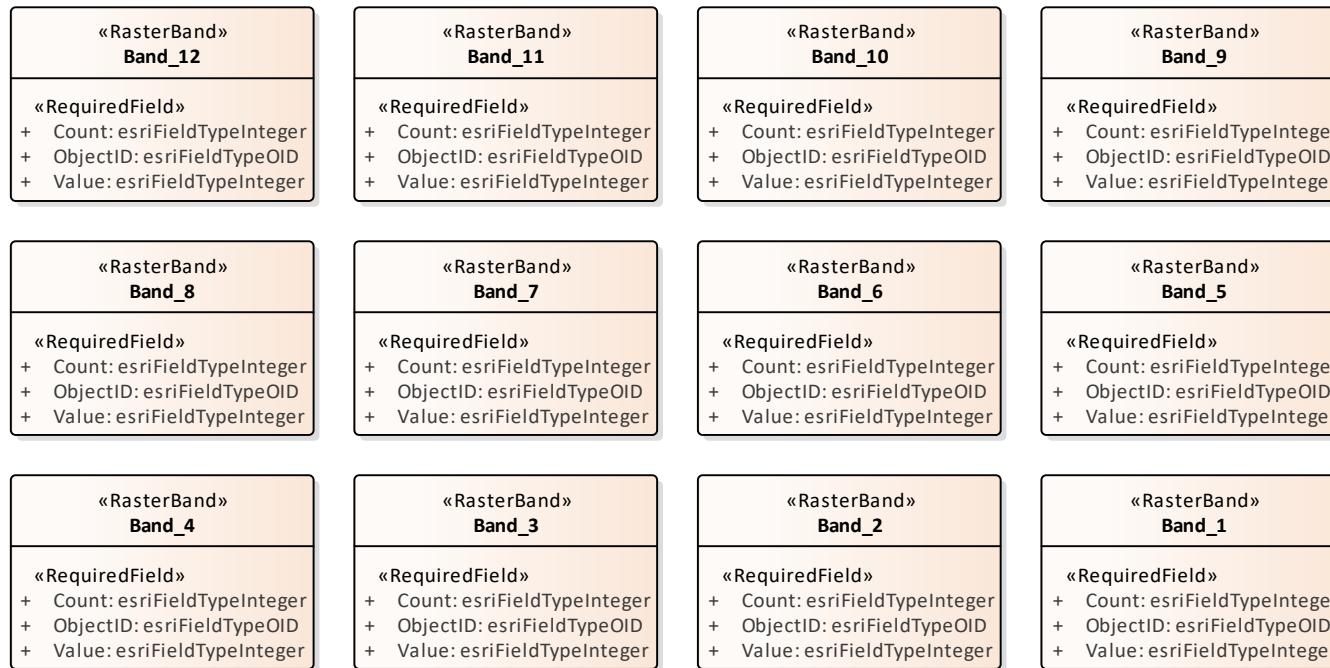 «RasterBand»
Band_12
«RequiredField»
+ Count: esriFieldTypeInteger
+ ObjectID: esriFieldTypeOID
+ Value: esriFieldTypeInteger
«RasterBand»
Band_11
«RequiredField»
+ Count: esriFieldTypeInteger
+ ObjectID: esriFieldTypeOID
+ Value: esriFieldTypeInteger
«RasterBand»
Band_10
«RequiredField»
+ Count: esriFieldTypeInteger
+ ObjectID: esriFieldTypeOID
+ Value: esriFieldTypeInteger
«RasterBand»
Band_9
«RequiredField»
+ Count: esriFieldTypeIntege
+ ObjectID: esriFieldTypeOID
+ Value: esriFieldTypeIntege
«RasterBand»
Band_8
«RequiredField»
+ Count: esriFieldTypeInteger
+ ObjectID: esriFieldTypeOID
+ Value: esriFieldTypeInteger
«RasterBand»
Band_7
«RequiredField»
+ Count: esriFieldTypeInteger
+ ObjectID: esriFieldTypeOID
+ Value: esriFieldTypeInteger
«RasterBand»
Band_6
«RequiredField»
+ Count: esriFieldTypeInteger
+ ObjectID: esriFieldTypeOID
+ Value: esriFieldTypeInteger
«RasterBand»
Band_5
«RequiredField»
+ Count: esriFieldTypeIntege
+ ObjectID: esriFieldTypeOID
+ Value: esriFieldTypeIntege
«RasterBand»
Band_4
«RequiredField»
+ Count: esriFieldTypeInteger
+ ObjectID: esriFieldTypeOID
+ Value: esriFieldTypeInteger
«RasterBand»
Band_3
«RequiredField»
+ Count: esriFieldTypeInteger
+ ObjectID: esriFieldTypeOID
+ Value: esriFieldTypeInteger
«RasterBand»
Band_2
«RequiredField»
+ Count: esriFieldTypeInteger
+ ObjectID: esriFieldTypeOID
+ Value: esriFieldTypeInteger
«RasterBand»
Band_1
«RequiredField»
+ Count: esriFieldTypeIntege
+ ObjectID: esriFieldTypeOID
+ Value: esriFieldTypeIntege